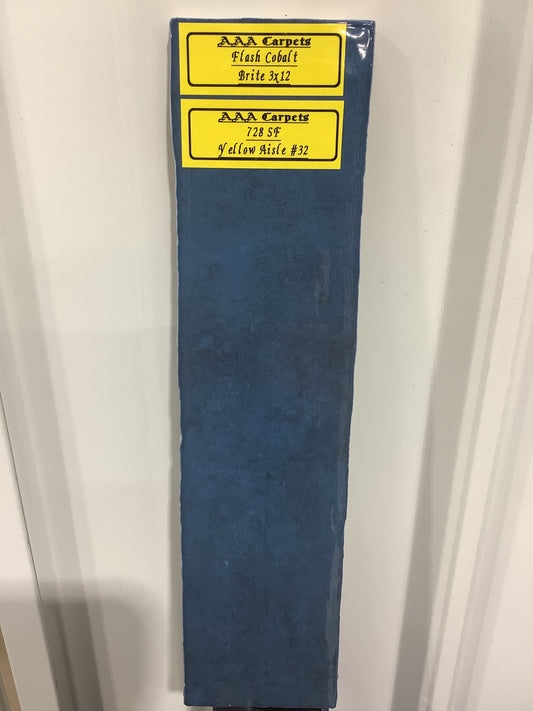 AAA Carpets
Flash Cobalt
Brite 3x12
AAA Carpets
728 SF
Yellow Aisle #32